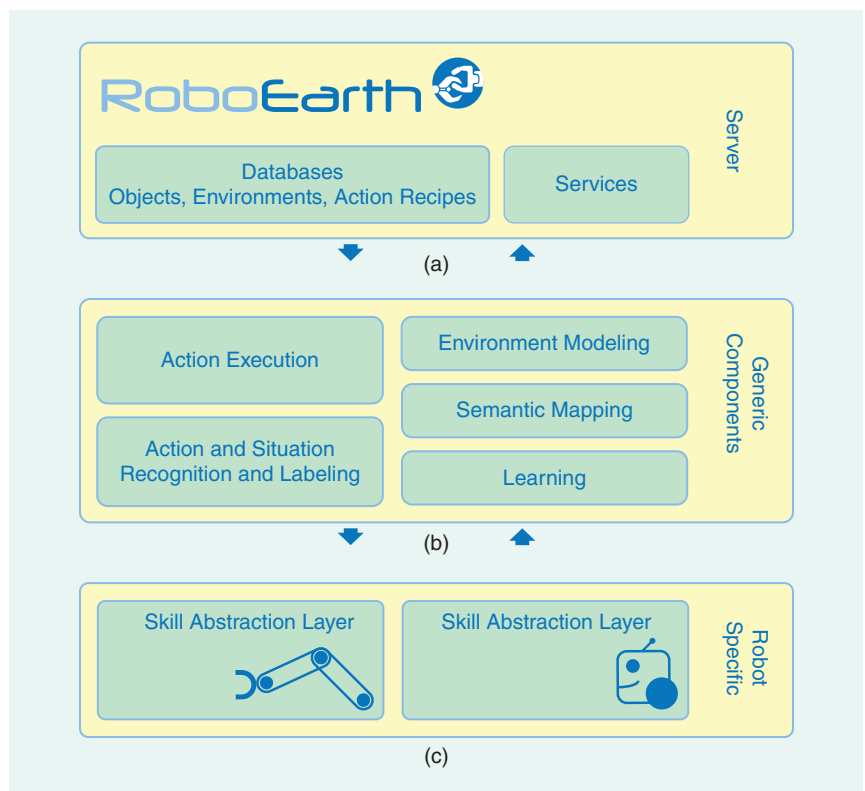 RoboEarth
Server
Databases
Objects, Environments, Action Recipes
Services
(a)
Action Execution
Action and Situation
Recognition and Labeling
Environment Modeling
Semantic Mapping
Learning
Generic
Components
(b)
Skill Abstraction Layer
Skill Abstraction Layer
Robot
Specific
(c)